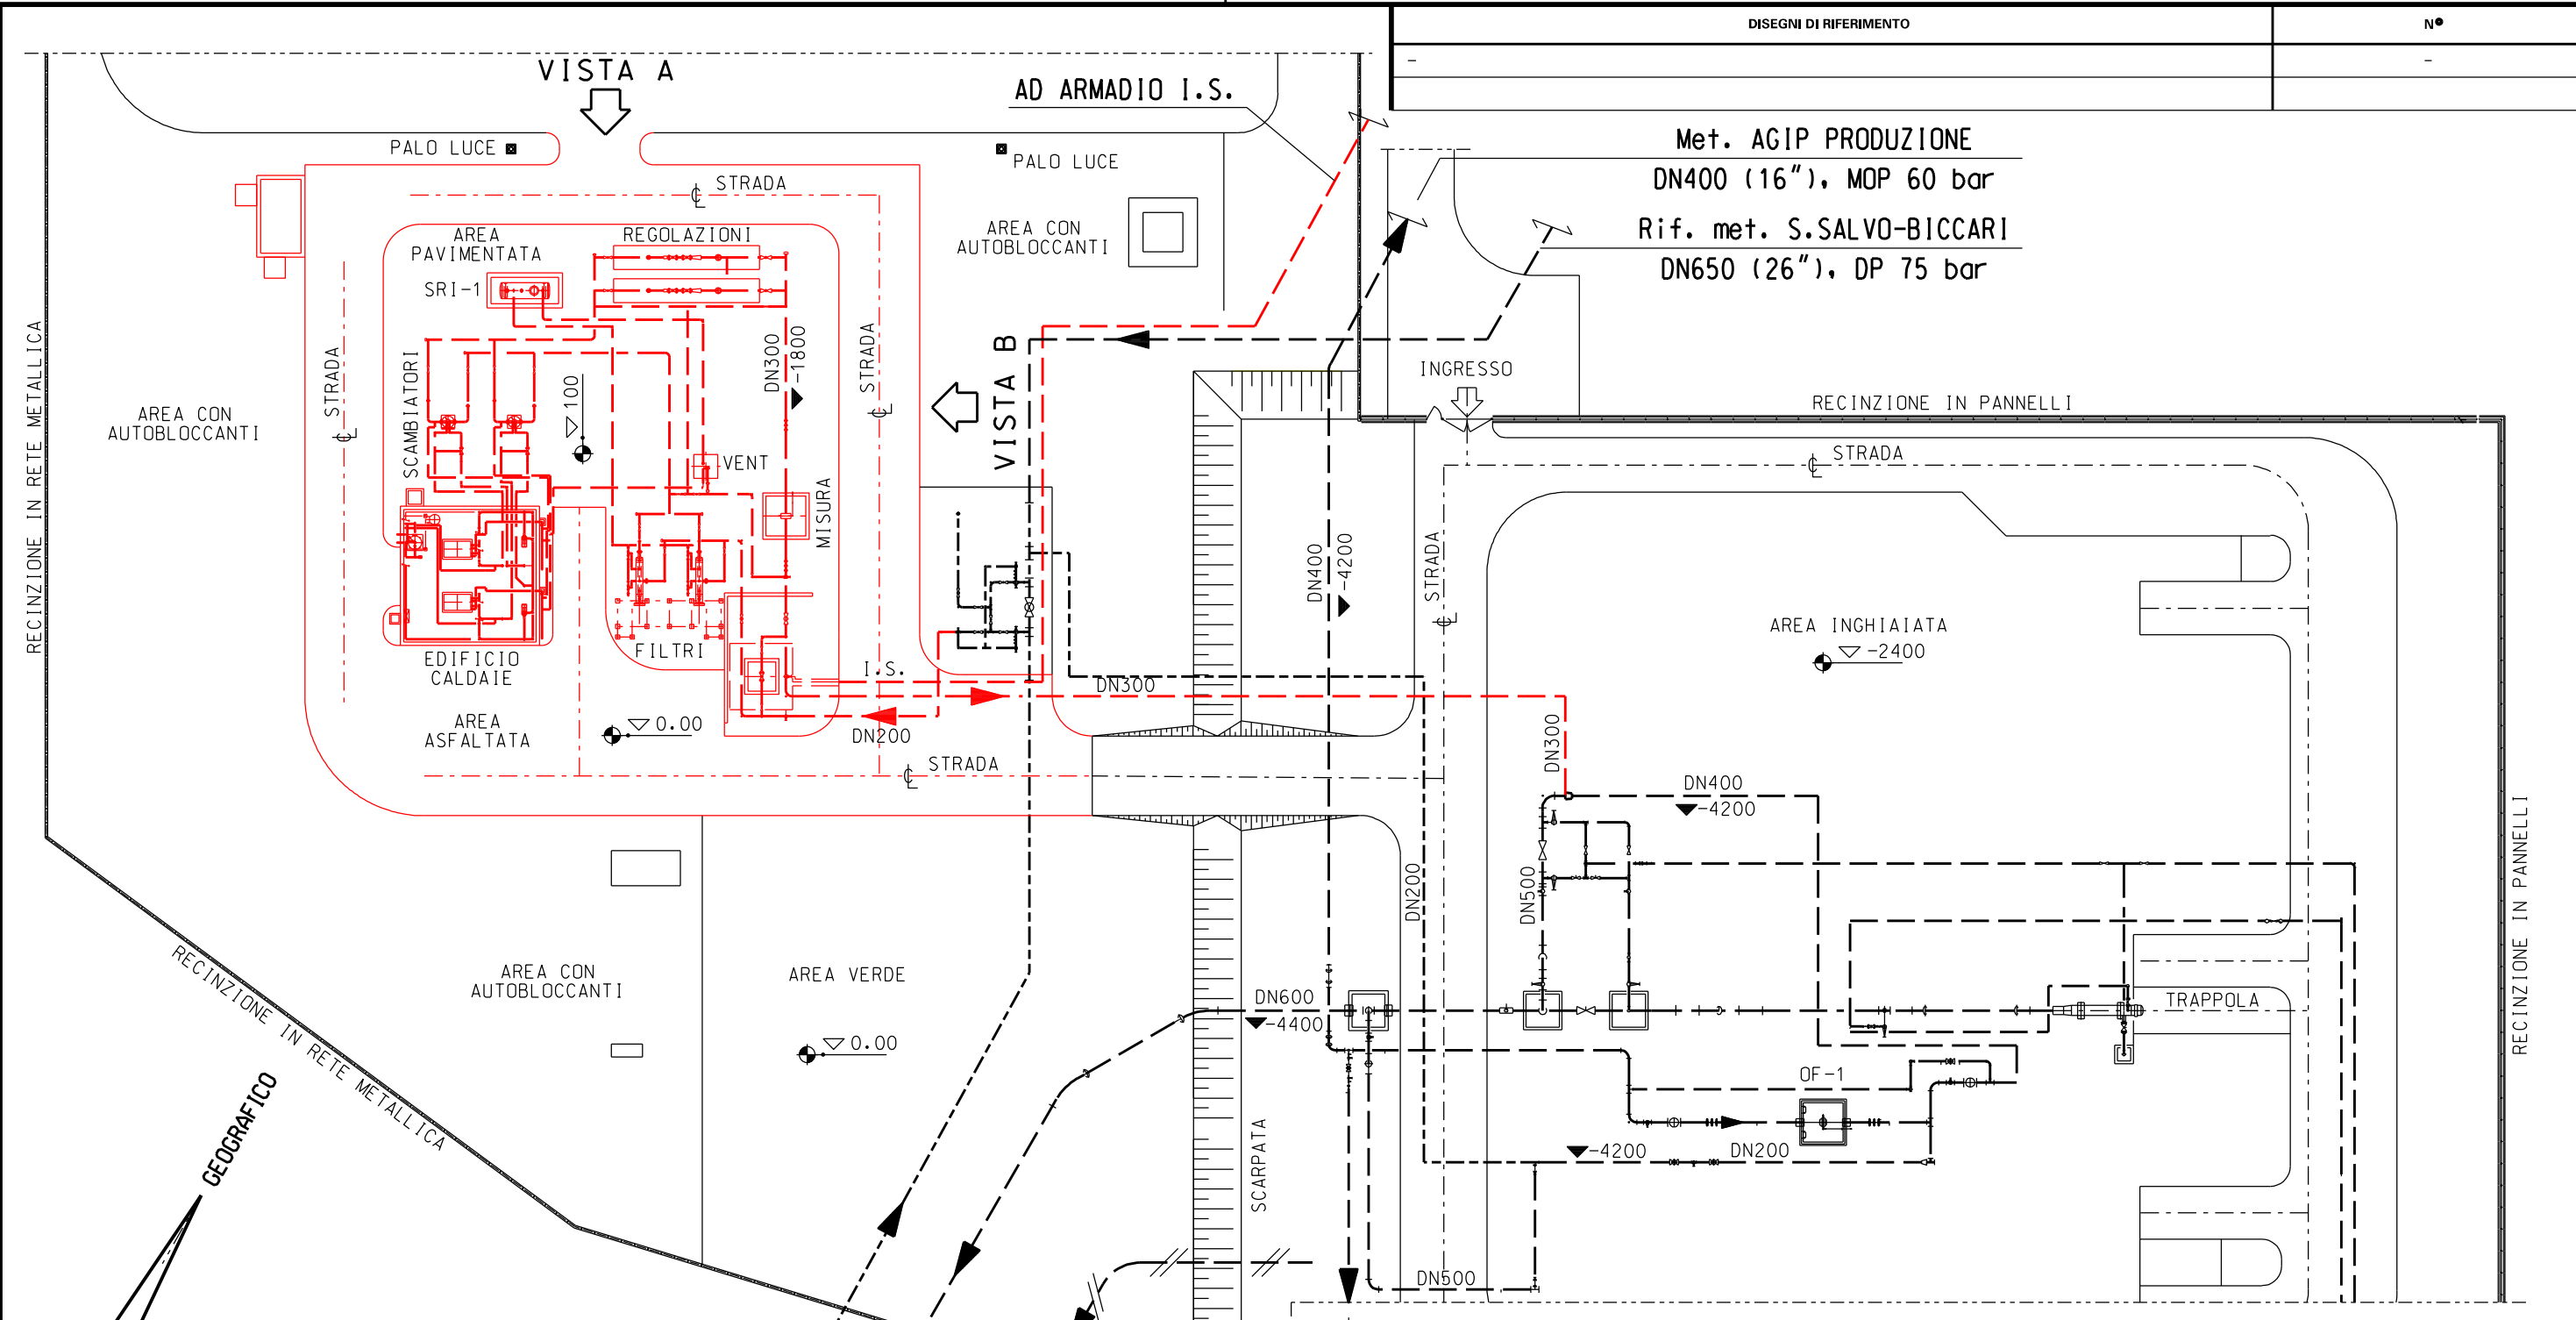 DISEGNI DI RIFERIMENTO
N°
-
-
VISTA A
AD ARMADIO I.S.
PALO LUCE
PALO LUCE
Met. AGIP PRODUZIONE
DN400 (16"), MOP 60 bar
Rif. met. S.SALVO-BICCARI
DN650 (26"), DP 75 bar
STRADA
AREA
PAVIMENTATA
REGOLAZIONI
AREA CON
AUTOBLOCCANTI
SRI-1
STRADA
SCAMBIATORI
100
DN300
-1800
STRADA
VISTA B
INGRESSO
RECINZIONE IN PANNELLI
RECINZIONE IN RETE METALLICA
AREA CON
AUTOBLOCCANTI
VENT
MISURA
STRADA
DN400
-4200
STRADA
AREA INGHIAIATA
-2400
EDIFICIO
CALDAIE
FILTRI
I.S.
DN300
AREA
ASFALTATA
0.00
DN200
STRADA
DN300
DN400
-4200
DN200
DN500
RECINZIONE IN PANNELLI
RECINZIONE IN RETE METALLICA
AREA CON
AUTOBLOCCANTI
AREA VERDE
0.00
DN600
-4400
TRAPPOLA
OF-1
GEOGRAFICO
SCARPATA
-4200
DN200
DN500